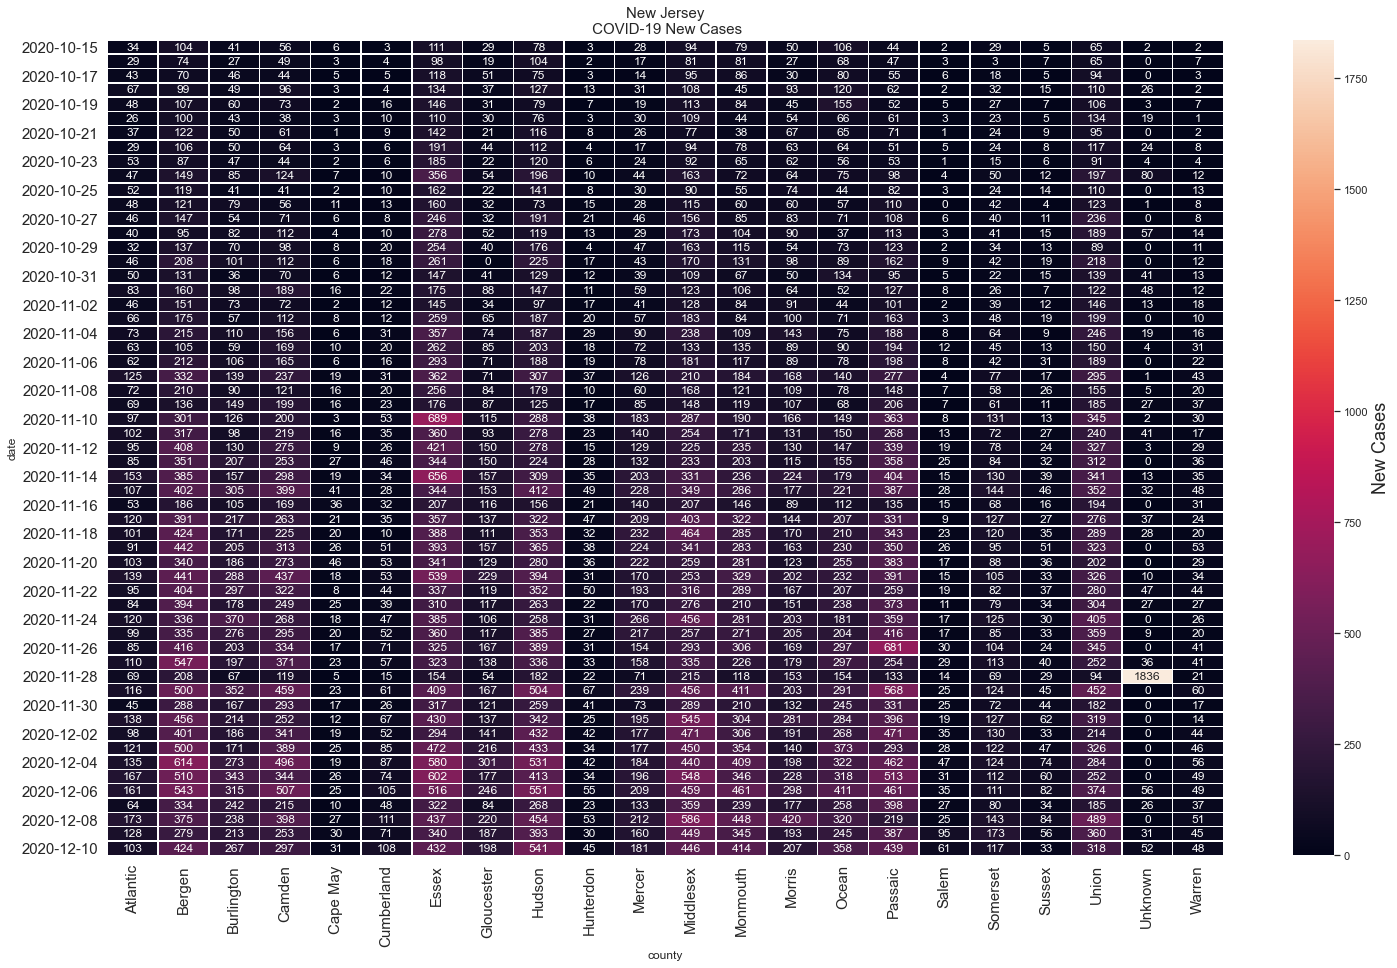 New Jersey
COVID-19 New Cases
2020-10-15 34 104 41 56 6 3 111 29 78 3 28 94 79 50 106 44 2 29 5 65 2 2
29 74 27 49 3 4 98 19 104 2 17 81 81 27 68 47 3 3 7 65 0 7
2020-10-17 43 70 46 44 5 5 118 51 75 3 14 95 86 30 80 55 6 18 5 94 0 3
67 99 49 96 3 4 134 37 127 13 31 108 45 93 120 62 2 32 15 110 26 2
2020-10-19 48 107 60 73 2 16 146 31 79 7 19 113 84 45 155 52 5 27 7 106 3 7
26 100 43 38 3 10 110 30 76 3 30 109 44 54 66 61 3 23 5 134 19 1
2020-10-21 37 122 50 61 1 9 142 21 116 8 26 77 38 67 65 71 1 24 9 95 0 2
29 106 50 64 3 6 191 44 112 4 17 94 78 63 64 51 5 24 8 117 24 8
2020-10-23 53 87 47 44 2 6 185 22 120 6 24 92 65 62 56 53 1 15 6 91 4 4
47 149 85 124 7 10 356 54 196 10 44 163 72 64 75 98 4 50 12 197 80 12
2020-10-25 52 119 41 41 2 10 162 22 141 8 30 90 55 74 44 82 3 24 14 110 0 13
48 121 79 56 11 13 160 32 73 15 28 115 60 60 57 110 0 42 4 123 1 8
2020-10-27 46 147 54 71 6 8 246 32 191 21 46 156 85 83 71 108 6 40 11 236 0 8
40 95 82 112 4 10 278 52 119 13 29 173 104 90 37 113 3 41 15 189 57 14
2020-10-29 32 137 70 98 8 20 254 40 176 4 47 163 115 54 73 123 2 34 13 89 0 11
46 208 101 112 6 18 261 0 225 17 43 170 131 98 89 162 9 42 19 218 0 12
2020-10-31 50 131 36 70 6 12 147 41 129 12 39 109 67 50 134 95 5 22 15 139 41 13
83 160 98 189 16 22 175 88 147 11 59 123 106 64 52 127 8 26 7 122 48 12
2020-11-02 46 151 73 72 2 12 145 34 97 17 41 128 84 91 44 101 2 39 12 146 13 18
66 175 57 112 8 12 259 65 187 20 57 183 84 100 71 163 3 48 19 199 0 10
2020-11-04 73 215 110 156 6 31 357 74 187 29 90 238 109 143 75 188 8 64 9 246 19 16
63 105 59 169 10 20 262 85 203 18 72 133 135 89 90 194 12 45 13 150 4 31
2020-11-06 62 212 106 165 6 16 293 71 188 19 78 181 117 89 78 198 8 42 31 189 0 22
125 332 139 237 19 31 362 71 307 37 126 210 184 168 140 277 4 77 17 295 1 43
2020-11-08 72 210 90 121 16 20 256 84 179 10 60 168 121 109 78 148 7 58 26 155 5 20
69 136 149 199 16 23 176 87 125 17 85 148 119 107 68 206 7 61 11 185 27 37
2020-11-10 97 301 126 200 3 53 689 115 288 38 183 287 190 166 149 363 8 131 13 345 2 30
102 317 98 219 16 35 360 93 278 23 140 254 171 131 150 268 13 72 27 240 41 17
2020-11-12 95 408 130 275 9 26 421 150 278 15 129 225 235 130 147 339 19 78 24 327 3 29
85 351 207 253 27 46 344 150 224 28 132 233 203 115 155 358 25 84 32 312 0 36
2020-11-14 153 385 157 298 19 34 656 157 309 35 203 331 236 224 179 404 15 130 39 341 13 35
107 402 305 399 41 28 344 153 412 49 228 349 286 177 221 387 28 144 46 352 32 48
2020-11-16 53 186 105 169 36 32 207 116 156 21 140 207 146 89 112 135 15 68 16 194 0 31
120 391 217 263 21 35 357 137 322 47 209 403 322 144 207 331 9 127 27 276 37 24
2020-11-18 101 424 171 225 20 10 388 111 353 32 232 464 285 170 210 343 23 120 35 289 28 20
91 442 205 313 26 51 393 157 365 38 224 341 283 163 230 350 26 95 51 323 0 53
2020-11-20 103 340 186 273 46 53 341 129 280 36 222 259 281 123 255 383 17 88 36 202 0 29
139 441 288 437 18 53 539 229 394 31 170 253 329 202 232 391 15 105 33 326 10 34
2020-11-22 95 404 297 322 8 44 337 119 352 50 193 316 289 167 207 259 19 82 37 280 47 44
84 394 178 249 25 39 310 117 263 22 170 276 210 151 238 373 11 79 34 304 27 27
2020-11-24 120 336 370 268 18 47 385 106 258 31 266 456 281 203 181 359 17 125 30 405 0 26
99 335 276 295 20 52 360 117 385 27 217 257 271 205 204 416 17 85 33 359 9 20
2020-11-26 85 416 203 334 17 71 325 167 389 31 154 293 306 169 297 681 30 104 24 345 0 41
110 547 197 371 23 57 323 138 336 33 158 335 226 179 297 254 29 113 40 252 36 41
2020-11-28 69 208 67 119 5 15 154 54 182 22 71 215 118 153 154 133 14 69 29 94 1836 21
116 500 352 459 23 61 409 167 504 67 239 456 411 203 291 568 25 124 45 452 0 60
2020-11-30 45 288 167 293 17 26 317 121 259 41 73 289 210 132 245 331 25 72 44 182 0 17
138 456 214 252 12 67 430 137 342 25 195 545 304 281 284 396 19 127 62 319 0 14
2020-12-02 98 401 186 341 19 52 294 141 432 42 177 471 306 191 268 471 35 130 33 214 0 44
121 500 171 389 25 85 472 216 433 34 177 450 354 140 373 293 28 122 47 326 0 46
2020-12-04 135 614 273 496 19 87 580 301 531 42 184 440 409 198 322 462 47 124 74 284 0 56
167 510 343 344 26 74 602 177 413 34 196 548 346 228 318 513 31 112 60 252 0 49
2020-12-06 161 543 315 507 25 105 516 246 551 55 209 459 461 298 411 461 35 111 82 374 56 49
64 334 242 215 10 48 322 84 268 23 133 359 239 177 258 398 27 80 34 185 26 37
2020-12-08 173 375 238 398 27 111 437 220 454 53 212 586 448 420 320 219 25 143 84 489 0 51
128 279 213 253 30 71 340 187 393 30 160 449 345 193 245 387 95 173 56 360 31 45
2020-12-10 103 424 267 297 31 108 432 198 541 45 181 446 414 207 358 439 61 117 33 318 52 48
Atlantic Bergen Burlington Camden Cape May Cumberland Essex Gloucester Hudson Hunterdon Mercer Middlesex Monmouth Morris Ocean Passaic Salem Somerset Sussex Union Unknown Warren
county
date
1750
1500
1250
1000
750
500
250
0
New Cases